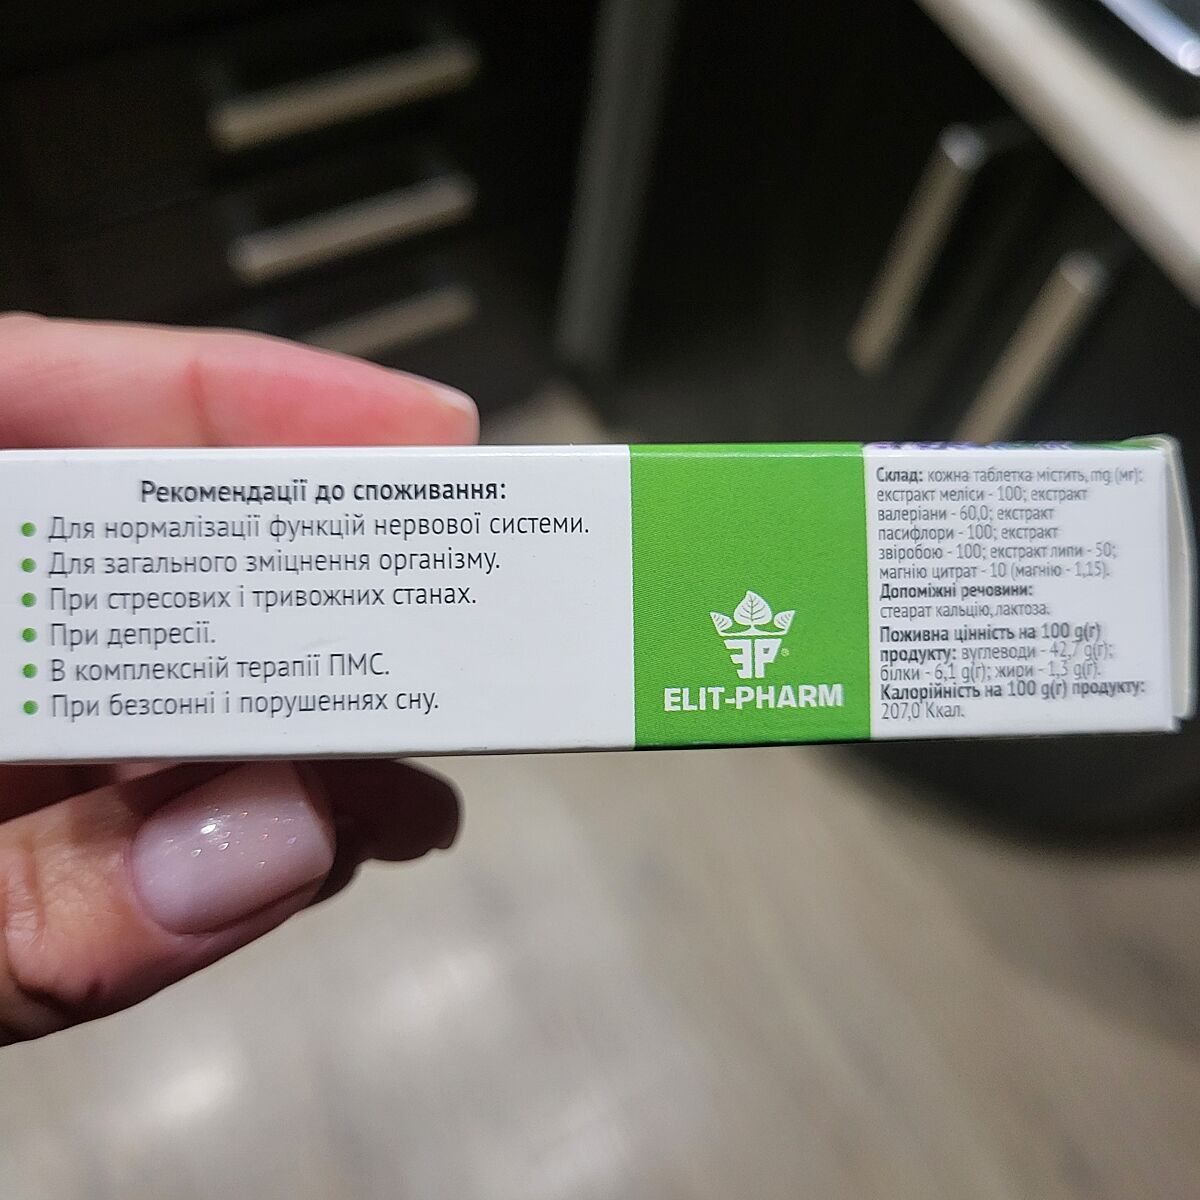 Рекомендації до споживання:
Для нормалізації функцій нервової системи.
Для загального зміцнення організму.
При стресових і тривожних станах.
При депресії.
В комплексній терапії ПМС.
При безсонні і порушеннях сну.
ЕР®
ELIT-PHARM
Склад: кожна таблетка містить, mg (мг):
екстракт меліси - 100; екстракт
валеріани - 60,0; екстракт
пасифлори - 100; екстракт
звіробою - 100; екстракт липи - 50;
магнію цитрат - 10 (магнію - 1,15).
Допоміжні речовини:
стеарат кальцію, лактоза.
Поживна цінність на 100 g(г)
продукту: вуглеводи - 42,7 g(г);
білки - 6,1 g(г); жири - 1,3 g(г).
Калорійність на 100 g(г) продукту:
207,0 Ккал.